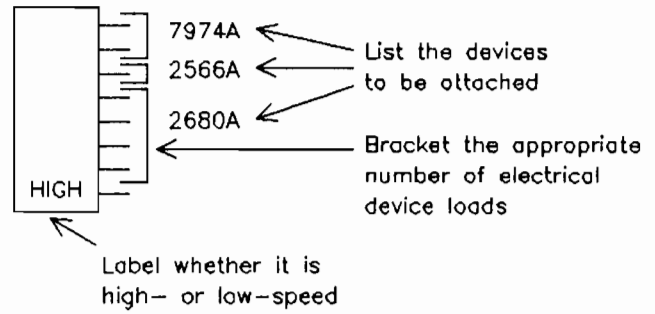 7974A
2566A
2680A
List the devices
to be attached
Bracket the appropriate
number of electrical
device loads
HIGH
Label whether it is
high- or low-speed